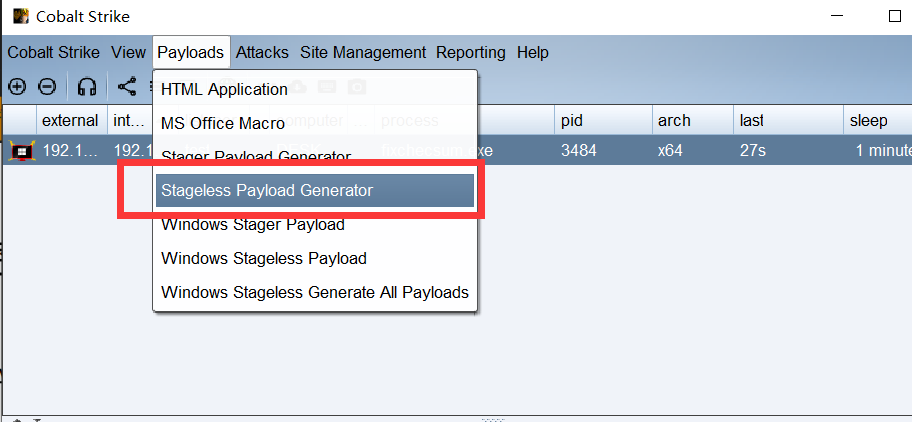 Cobalt Strike
Cobalt Strike View Payloads Attacks Site Management Reporting Help
HTML Application
external int... computer ... process pid arch last sleep
MS Office Macro
192.1... 192.1 exe 3484 x64 27s 1 minute
Stager Payload Generator
Stageless Payload Generator
Windows Stager Payload
Windows Stageless Payload
Windows Stageless Generate All Payloads